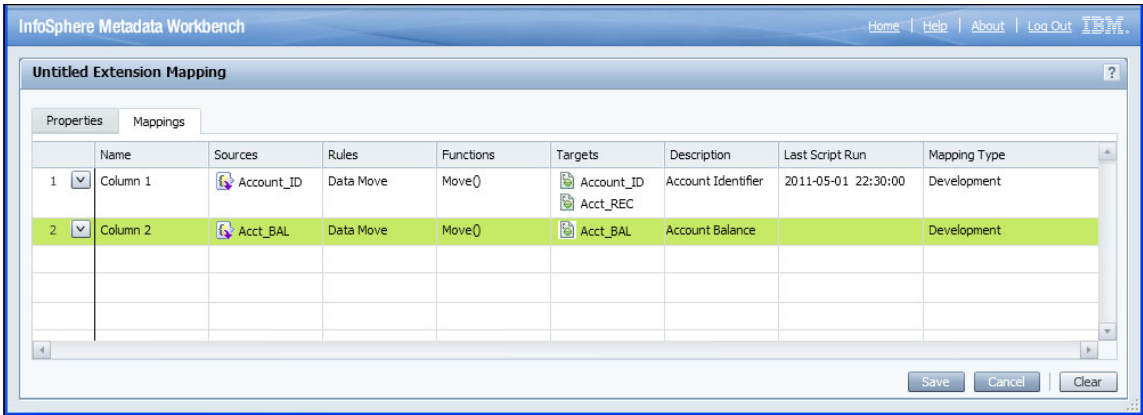 InfoSphere Metadata Workbench Home | Help | About | Log Out IBM.
Untitled Extension Mapping ?
Properties Mappings
Name Sources Rules Functions Targets Description Last Script Run Mapping Type
1 Column 1 Account_ID Data Move Move() Account_ID Account Identifier 2011-05-01 22:30:00 Development
Acct_REC
2 Column 2 Acct_BAL Data Move Move() Acct_BAL Account Balance Development
Save Cancel | Clear